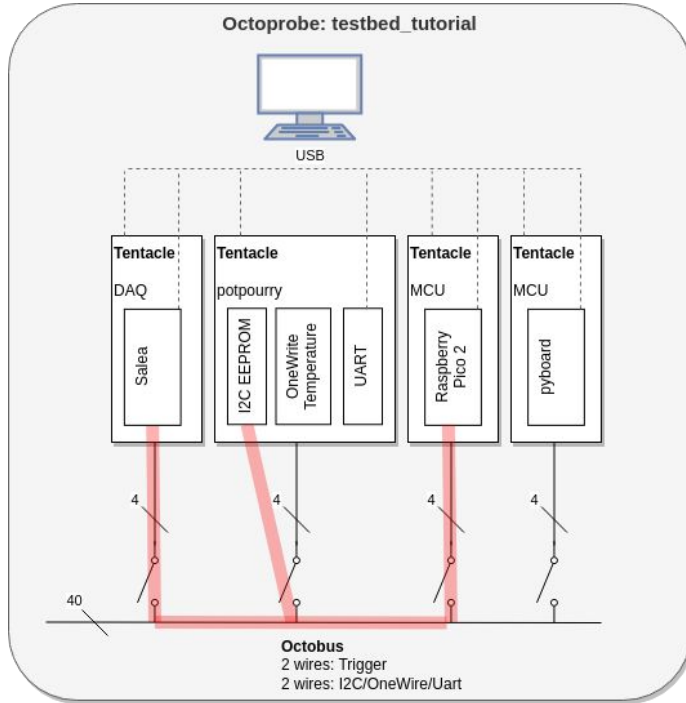 Octoprobe: testbed_tutorial
USB
Tentacle
DAQ
Salea
Tentacle
potpourry
I2C EEPROM
OneWrite
Temperature
UART
Tentacle
MCU
Raspberry
Pico 2
Tentacle
MCU
pyboard
4
4
4
4
40
Octobus
2 wires: Trigger
2 wires: I2C/OneWire/Uart